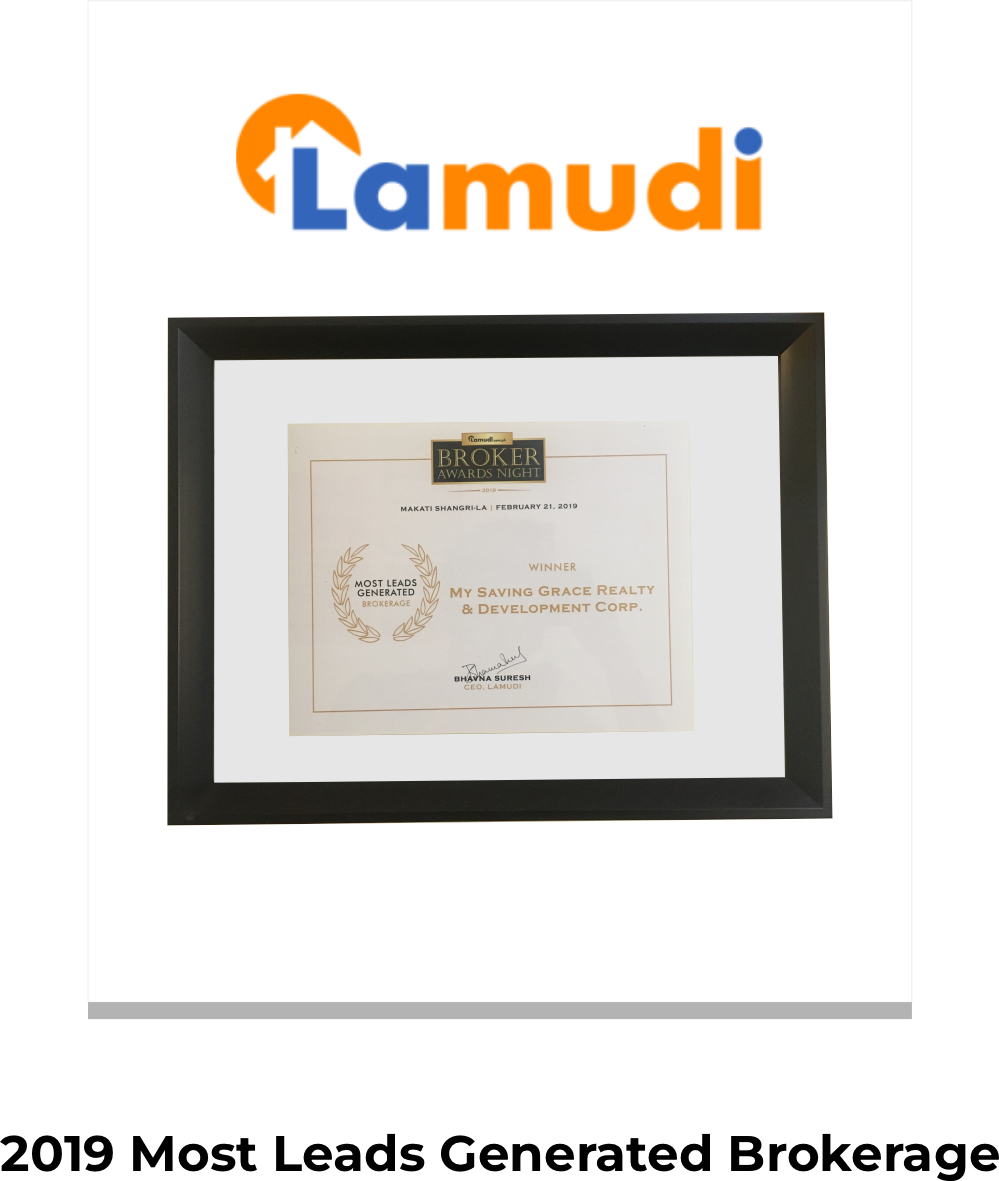 Lamudi
Lamudi.com.ph
BROKER
AWARDS NIGHT
2019
MAKATI SHANGRI-LA | FEBRUARY 21, 2019
MOST LEADS
GENERATED
BROKERAGE
WINNER
MY SAVING GRACE REALTY
& DEVELOPMENT CORP.
BHAVNA SURESH
CEO, LAMUDI
2019 Most Leads Generated Brokerage